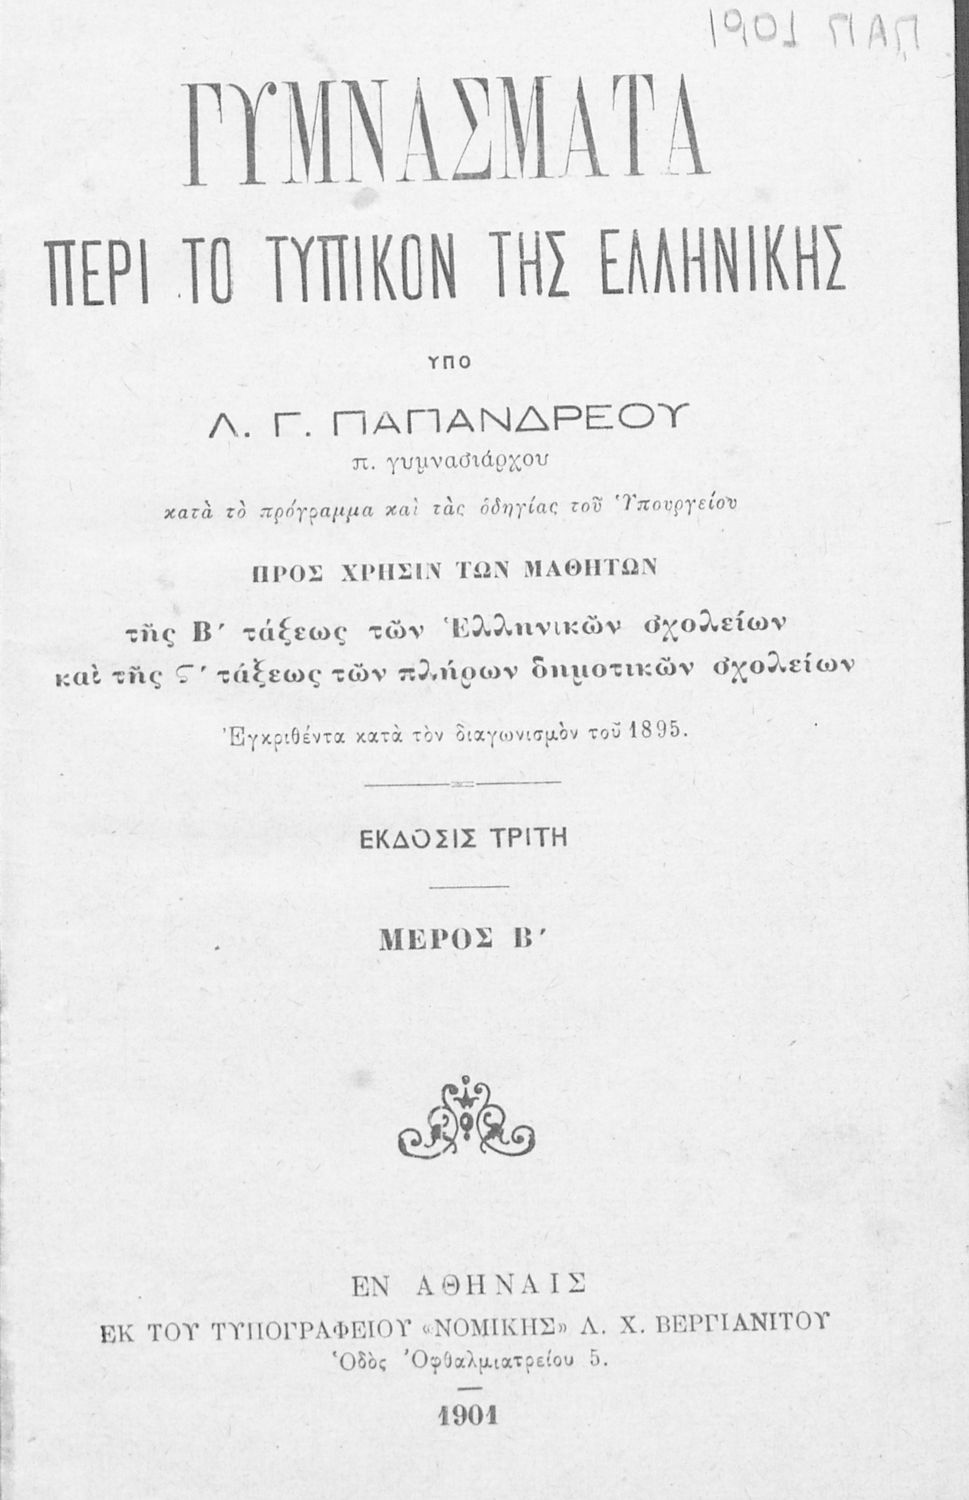 1901 ΠΑΠ
ΓΥΜΝΑΣΜΑΤΑ
ΠΕΡΙ ΤΟ ΤΥΠΙΚΟΝ ΤΗΣ ΕΛΛΗΝΙΚΗΣ
ΥΠΟ
Λ. Γ. ΠΑΠΑΝΔΡΕΟΥ
π. γυμνασιάρχου
κατὰ τὸ πρόγραμμα καὶ τὰς ὁδηγίας τοῦ Ὑπουργείου
ΠΡΟΣ ΧΡΗΣΙΝ ΤΩΝ ΜΑΘΗΤΩΝ
τῆς Β′ τάξεως τῶν Ἑλληνικῶν σχολείων
καὶ τῆς Ϛ′ τάξεως τῶν πλήρων δημοτικῶν σχολείων
Ἐγκριθέντα κατὰ τὸν διαγωνισμὸν τοῦ 1895.
ΕΚΔΟΣΙΣ ΤΡΙΤΗ
ΜΕΡΟΣ Β′
ΕΝ ΑΘΗΝΑΙΣ
ΕΚ ΤΟΥ ΤΥΠΟΓΡΑΦΕΙΟΥ «ΝΟΜΙΚΗΣ» Λ. Χ. ΒΕΡΓΙΑΝΙΤΟΥ
Ὁδὸς Ὀφθαλμιατρείου 5.
1901